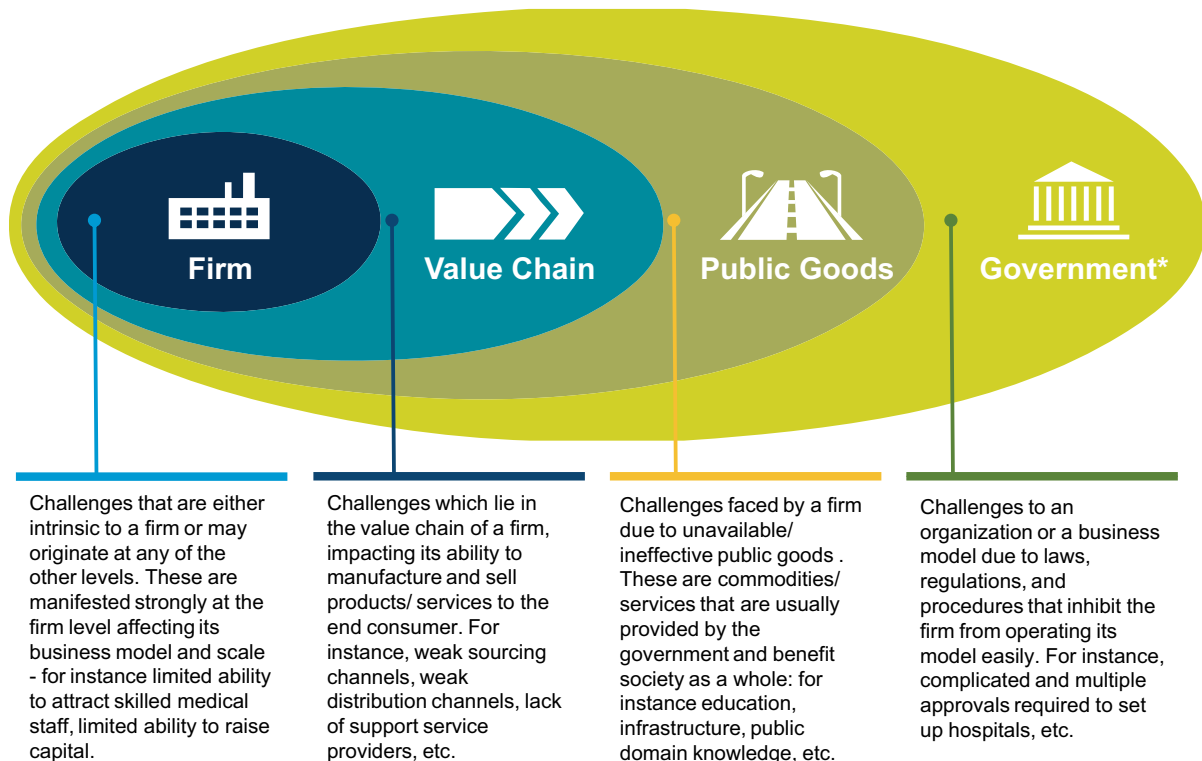 Firm
Value Chain
Public Goods
Government*
Challenges that are either
intrinsic to a firm or may
originate at any of the
other levels. These are
manifested strongly at the
firm level affecting its
business model and scale
- for instance limited ability
to attract skilled medical
staff, limited ability to raise
capital.
Challenges which lie in
the value chain of a firm,
impacting its ability to
manufacture and sell
products/ services to the
end consumer. For
instance, weak sourcing
channels, weak
distribution channels, lack
of support service
providers, etc.
Challenges faced by a firm
due to unavailable/
ineffective public goods .
These are commodities/
services that are usually
provided by the
government and benefit
society as a whole: for
instance education,
infrastructure, public
domain knowledge, etc.
Challenges to an
organization or a business
model due to laws,
regulations, and
procedures that inhibit the
firm from operating its
model easily. For instance,
complicated and multiple
approvals required to set
up hospitals, etc.